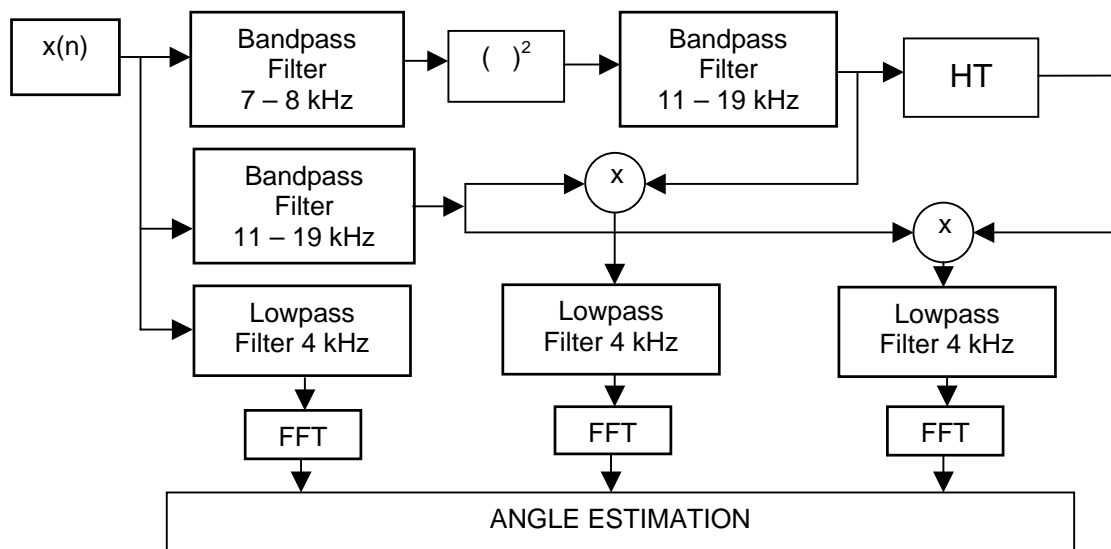 x(n)
Bandpass
Filter
7 – 8 kHz
( )²
Bandpass
Filter
11 – 19 kHz
HT
Bandpass
Filter
11 – 19 kHz
x
x
Lowpass
Filter 4 kHz
Lowpass
Filter 4 kHz
Lowpass
Filter 4 kHz
FFT
FFT
FFT
ANGLE ESTIMATION